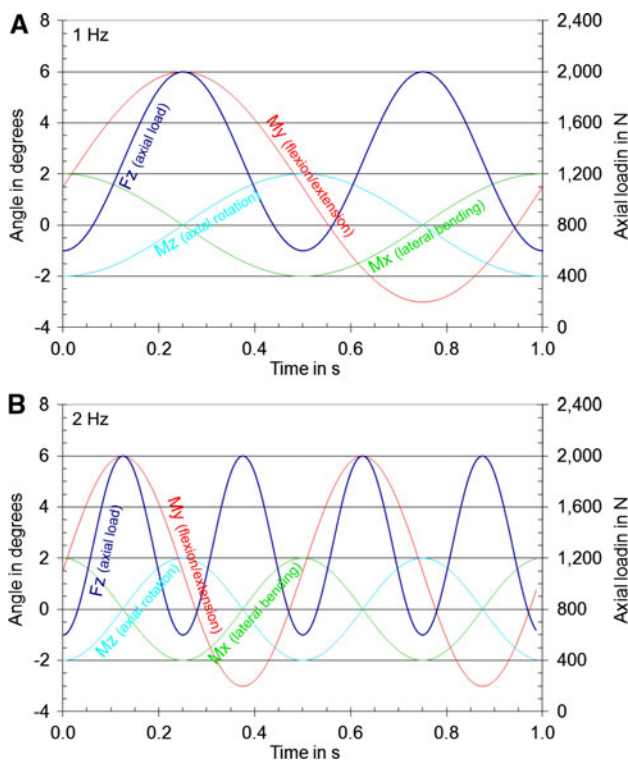 A
1 Hz
8
6
4
2
0
-2
-4
Angle in degrees
2,400
2,000
1,600
1,200
800
400
0
Axial loadin in N
Fz (axial load)
My (flexion/extension)
Mz (axial rotation)
Mx (lateral bending)
0.0 0.2 0.4 0.6 0.8 1.0
Time in s
B
2 Hz
8
6
4
2
0
-2
-4
Angle in degrees
2,400
2,000
1,600
1,200
800
400
0
Axial loadin in N
Fz (axial load)
My (flexion/extension)
Mz (axial rotation)
Mx (lateral bending)
0.0 0.2 0.4 0.6 0.8 1.0
Time in s